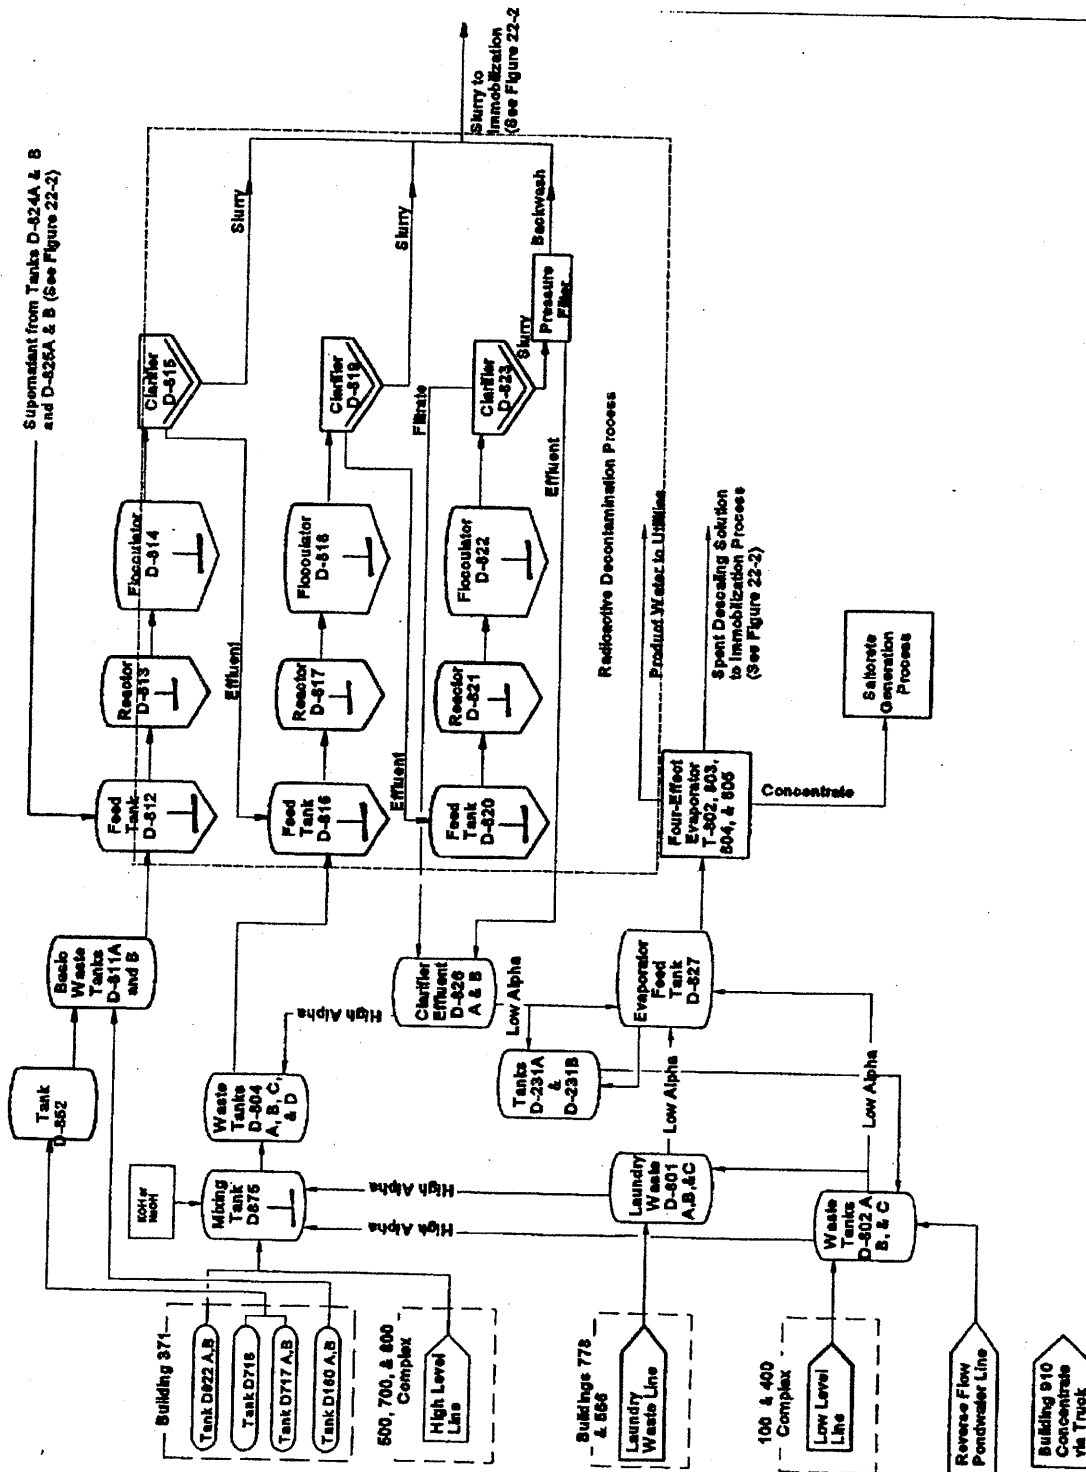 Supernatant from Tanks D-824A & B
and D-825A & B (See Figure 22-2)
Slurry to
Immobilization
(See Figure 22-2
Tank
D-852
Basic
Waste
Tanks
D-811A
and B
Feed
Tank
D-812
Reactor
D-813
Flocculator
D-814
Clarifier
D-815
Slurry
Effluent
Building 371
Tank D922 A,B
Tank D718
Tank D717 A,B
Tank D160 A,B
KOH or
NaOH
Mixing
Tank
D875
Waste
Tanks
D-804
A, B, C,
& D
Feed
Tank
D-816
Reactor
D-817
Flocculator
D-818
Clarifier
D-819
Slurry
Effluent
500, 700, & 800
Complex
High Level
Line
High Alpha
High Alpha
High Alpha
Clarifier
Effluent
D-826
A & B
Feed
Tank
D-820
Reactor
D-821
Flocculator
D-822
Clarifier
D-823
Filtrate
Slurry
Pressure
Filter
Backwash
Effluent
Low Alpha
Tanks
D-231A
&
D-231B
Radioactive Decontamination Process
Buildings 778
& 566
Laundry
Waste Line
Laundry
Waste
D-801
A,B,&C
Low Alpha
Evaporator
Feed
Tank
D-827
Product Water to Utilities
Four-Effect
Evaporator
T-802, 803,
804, & 805
Spent Descaling Solution
to Immobilization Process
(See Figure 22-2)
Concentrate
Saltcrete
Generation
Process
100 & 400
Complex
Low Level
Line
Waste
Tanks
D-802 A
B, & C
Low Alpha
Reverse Flow
Pondwater Line
Building 910
Concentrate
via Truck